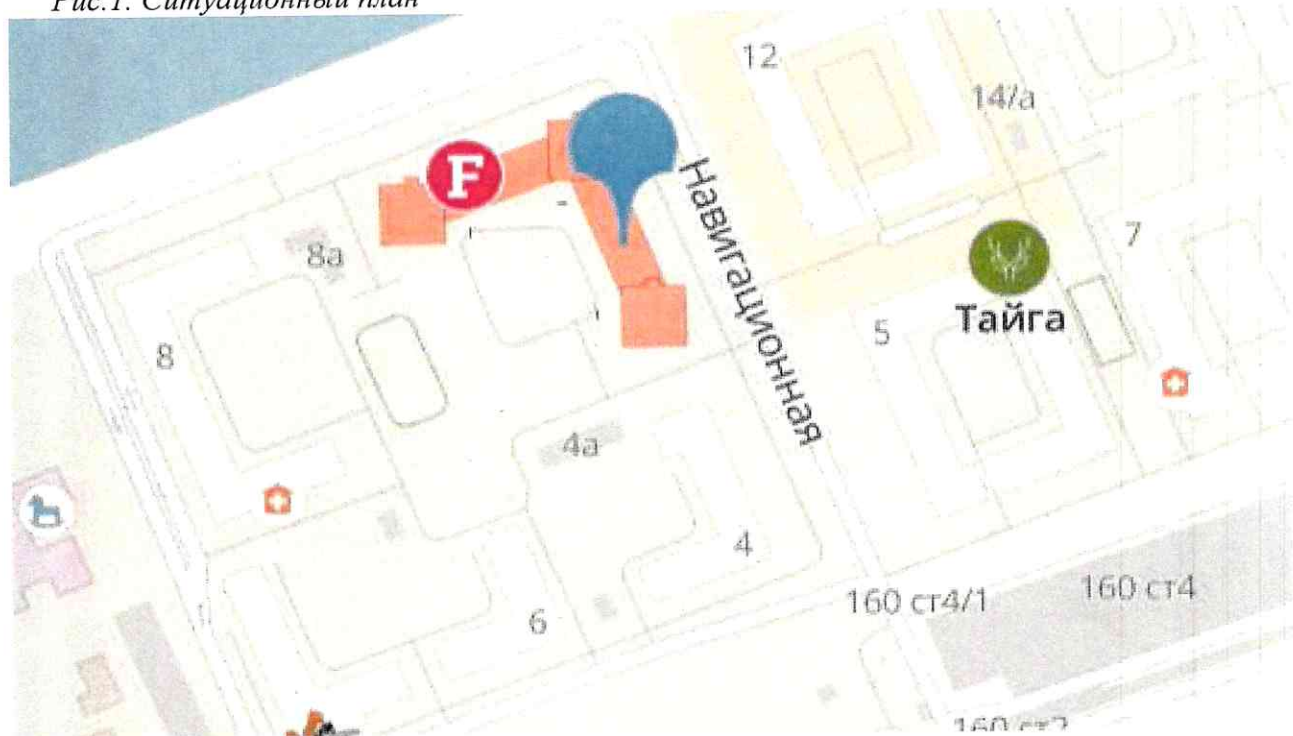 Рис.1. Ситуационный план
12
14/а
F
Навигационная
8а
7
Тайга
5
8
4а
4
160 ст4/1
160 ст4
6